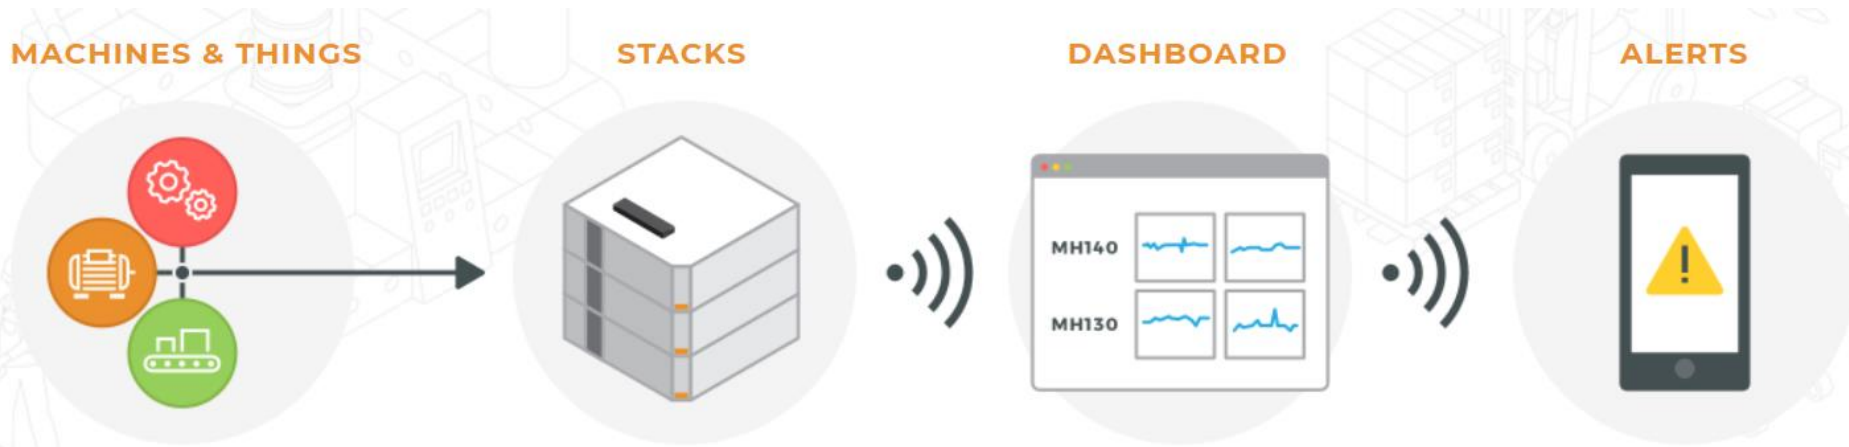 MACHINES & THINGS
STACKS
DASHBOARD
ALERTS
MH140
MH130
!